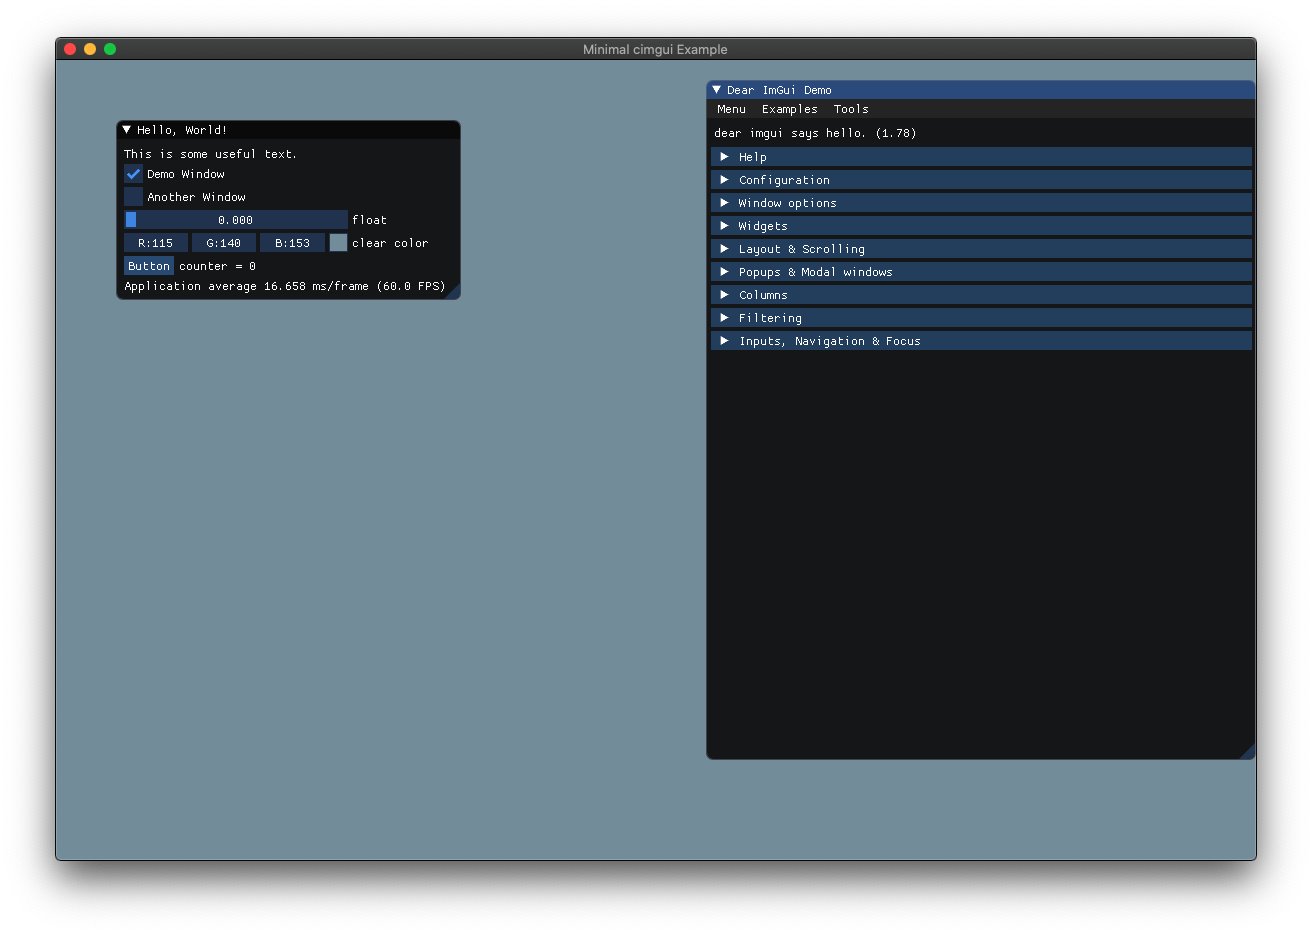 Minimal cimgui Example
Hello, World!
This is some useful text.
Demo Window
Another Window
0.000 float
R:115 G:140 B:153 clear color
Button counter = 0
Application average 16.658 ms/frame (60.0 FPS)
Dear ImGui Demo
Menu Examples Tools
dear imgui says hello. (1.78)
Help
Configuration
Window options
Widgets
Layout & Scrolling
Popups & Modal windows
Columns
Filtering
Inputs, Navigation & Focus